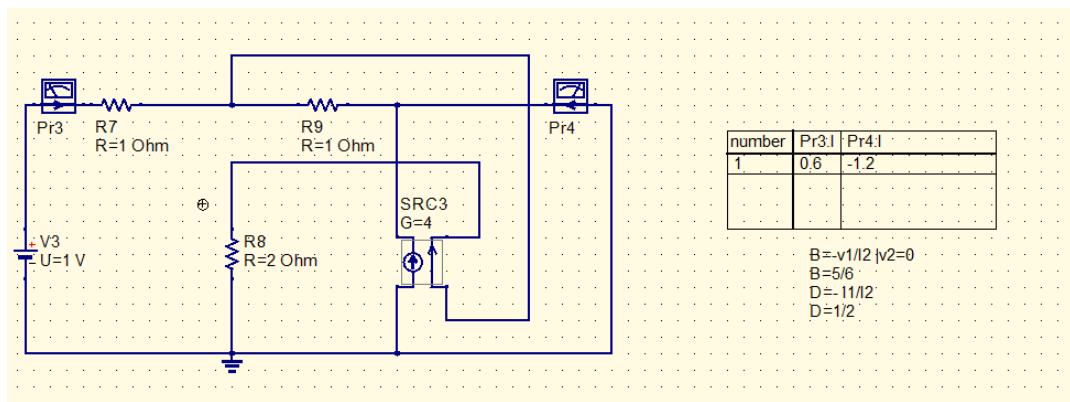 Pr3
R7
R=1 Ohm
R9
R=1 Ohm
Pr4
V3
U=1 V
R8
R=2 Ohm
SRC3
G=4
number Pr3.I Pr4.I
1 0.6 -1.2
B=-v1/I2 |v2=0
B=5/6
D=-11/I2
D=1/2